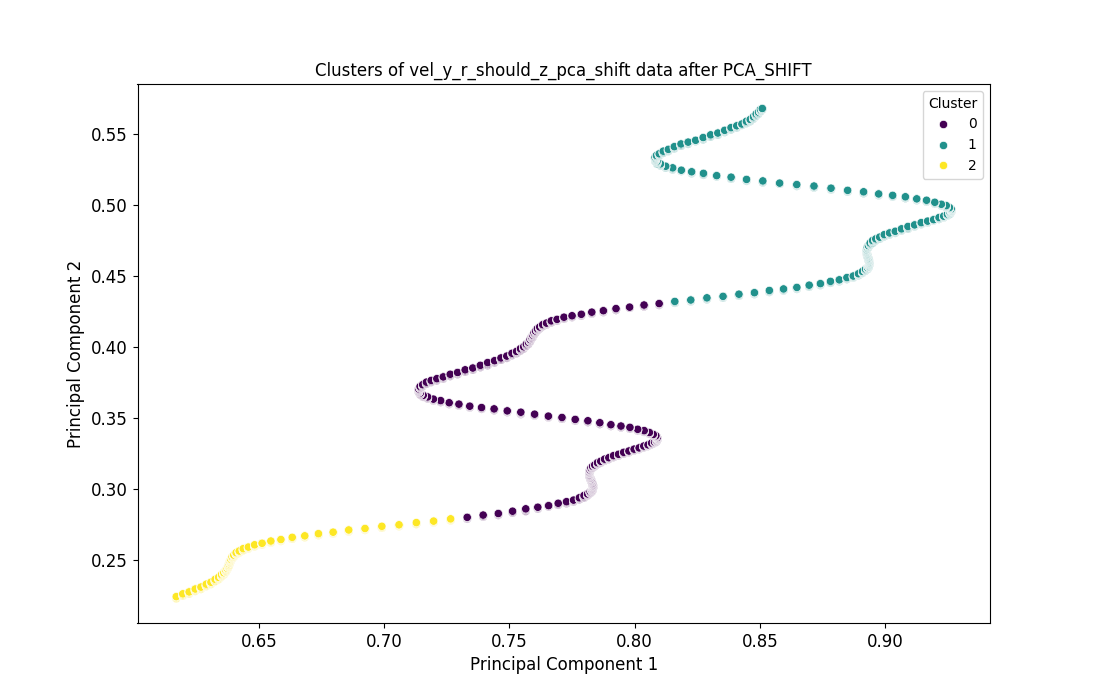 Clusters of vel_y_r_should_z_pca_shift data after PCA_SHIFT
Cluster
0
1
2
Principal Component 2
0.55
0.50
0.45
0.40
0.35
0.30
0.25
0.65 0.70 0.75 0.80 0.85 0.90
Principal Component 1